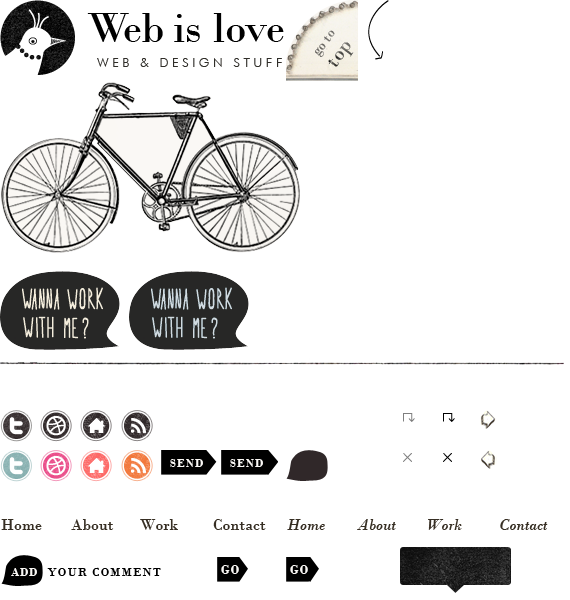 Web is love
WEB & DESIGN STUFF
go to
top
WANNA WORK
WITH ME?
WANNA WORK
WITH ME?
SEND
SEND
Home
About
Work
Contact
Home
About
Work
Contact
ADD YOUR COMMENT
GO
GO